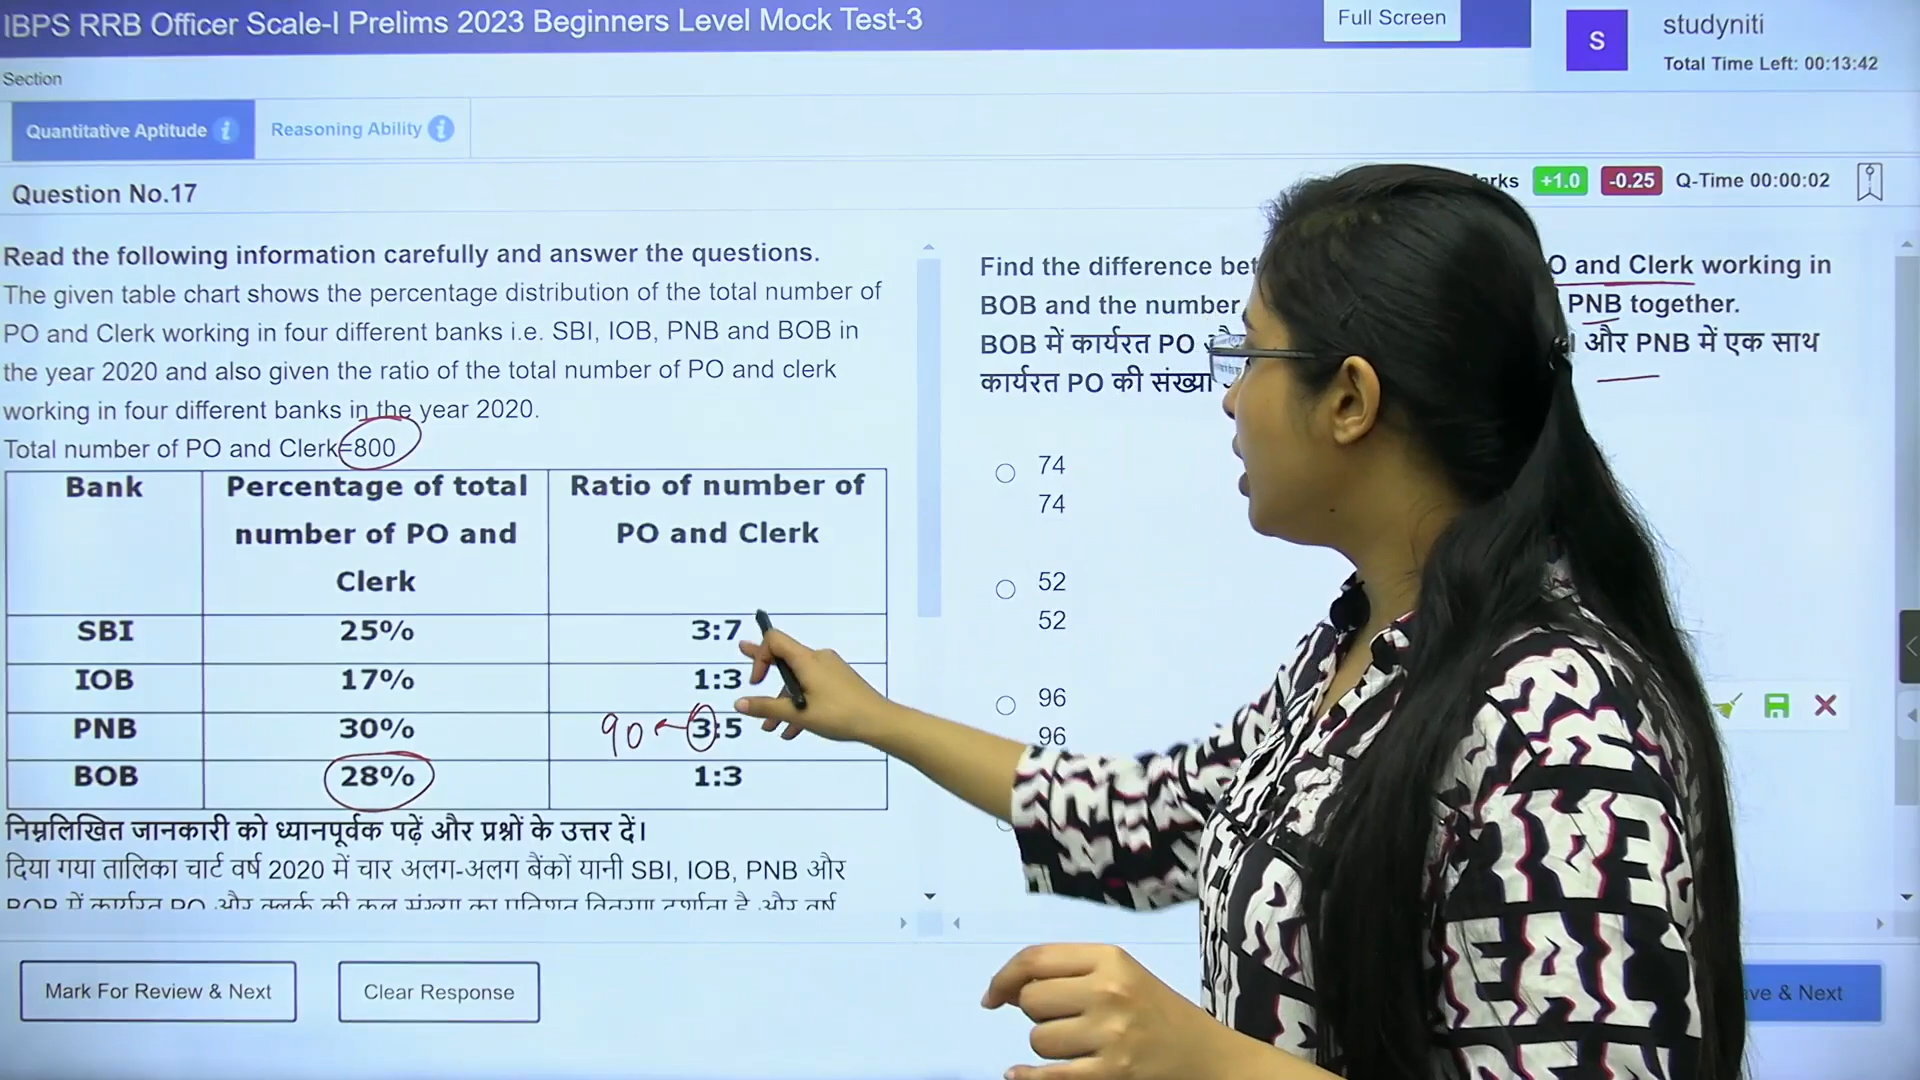 IBPS RRB Officer Scale-I Prelims 2023 Beginners Level Mock Test-3
Full Screen
S
studyniti
Total Time Left: 00:13:42
Section
Quantitative Aptitude
Reasoning Ability
Question No.17
+1.0 -0.25 Q-Time 00:00:02
Read the following information carefully and answer the questions.
The given table chart shows the percentage distribution of the total number of
PO and Clerk working in four different banks i.e. SBI, IOB, PNB and BOB in
the year 2020 and also given the ratio of the total number of PO and clerk
working in four different banks in the year 2020.
Total number of PO and Clerk=800
Bank
Percentage of total
number of PO and
Clerk
Ratio of number of
PO and Clerk
SBI 25% 3:7
IOB 17% 1:3
PNB 30% 90 3:5
BOB 28% 1:3
निम्नलिखित जानकारी को ध्यानपूर्वक पढ़ें और प्रश्नों के उत्तर दें।
दिया गया तालिका चार्ट वर्ष 2020 में चार अलग-अलग बैंकों यानी SBI, IOB, PNB और
Find the difference and Clerk working in
BOB and the number PNB together.
BOB में कार्यरत PO और PNB में एक साथ
कार्यरत PO की संख्या
74
74
52
52
96
96
Mark For Review & Next
Clear Response
& Next